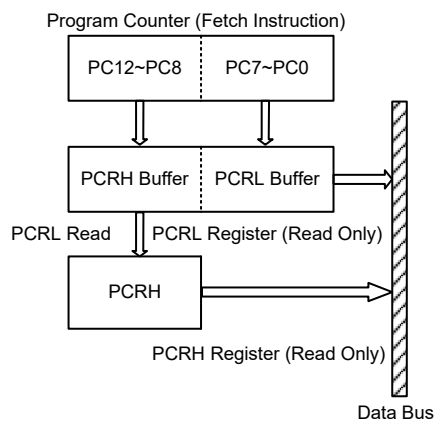 Program Counter (Fetch Instruction)
PC12~PC8 PC7~PC0
PCRH Buffer PCRL Buffer
PCRL Read PCRL Register (Read Only)
PCRH
PCRH Register (Read Only)
Data Bus